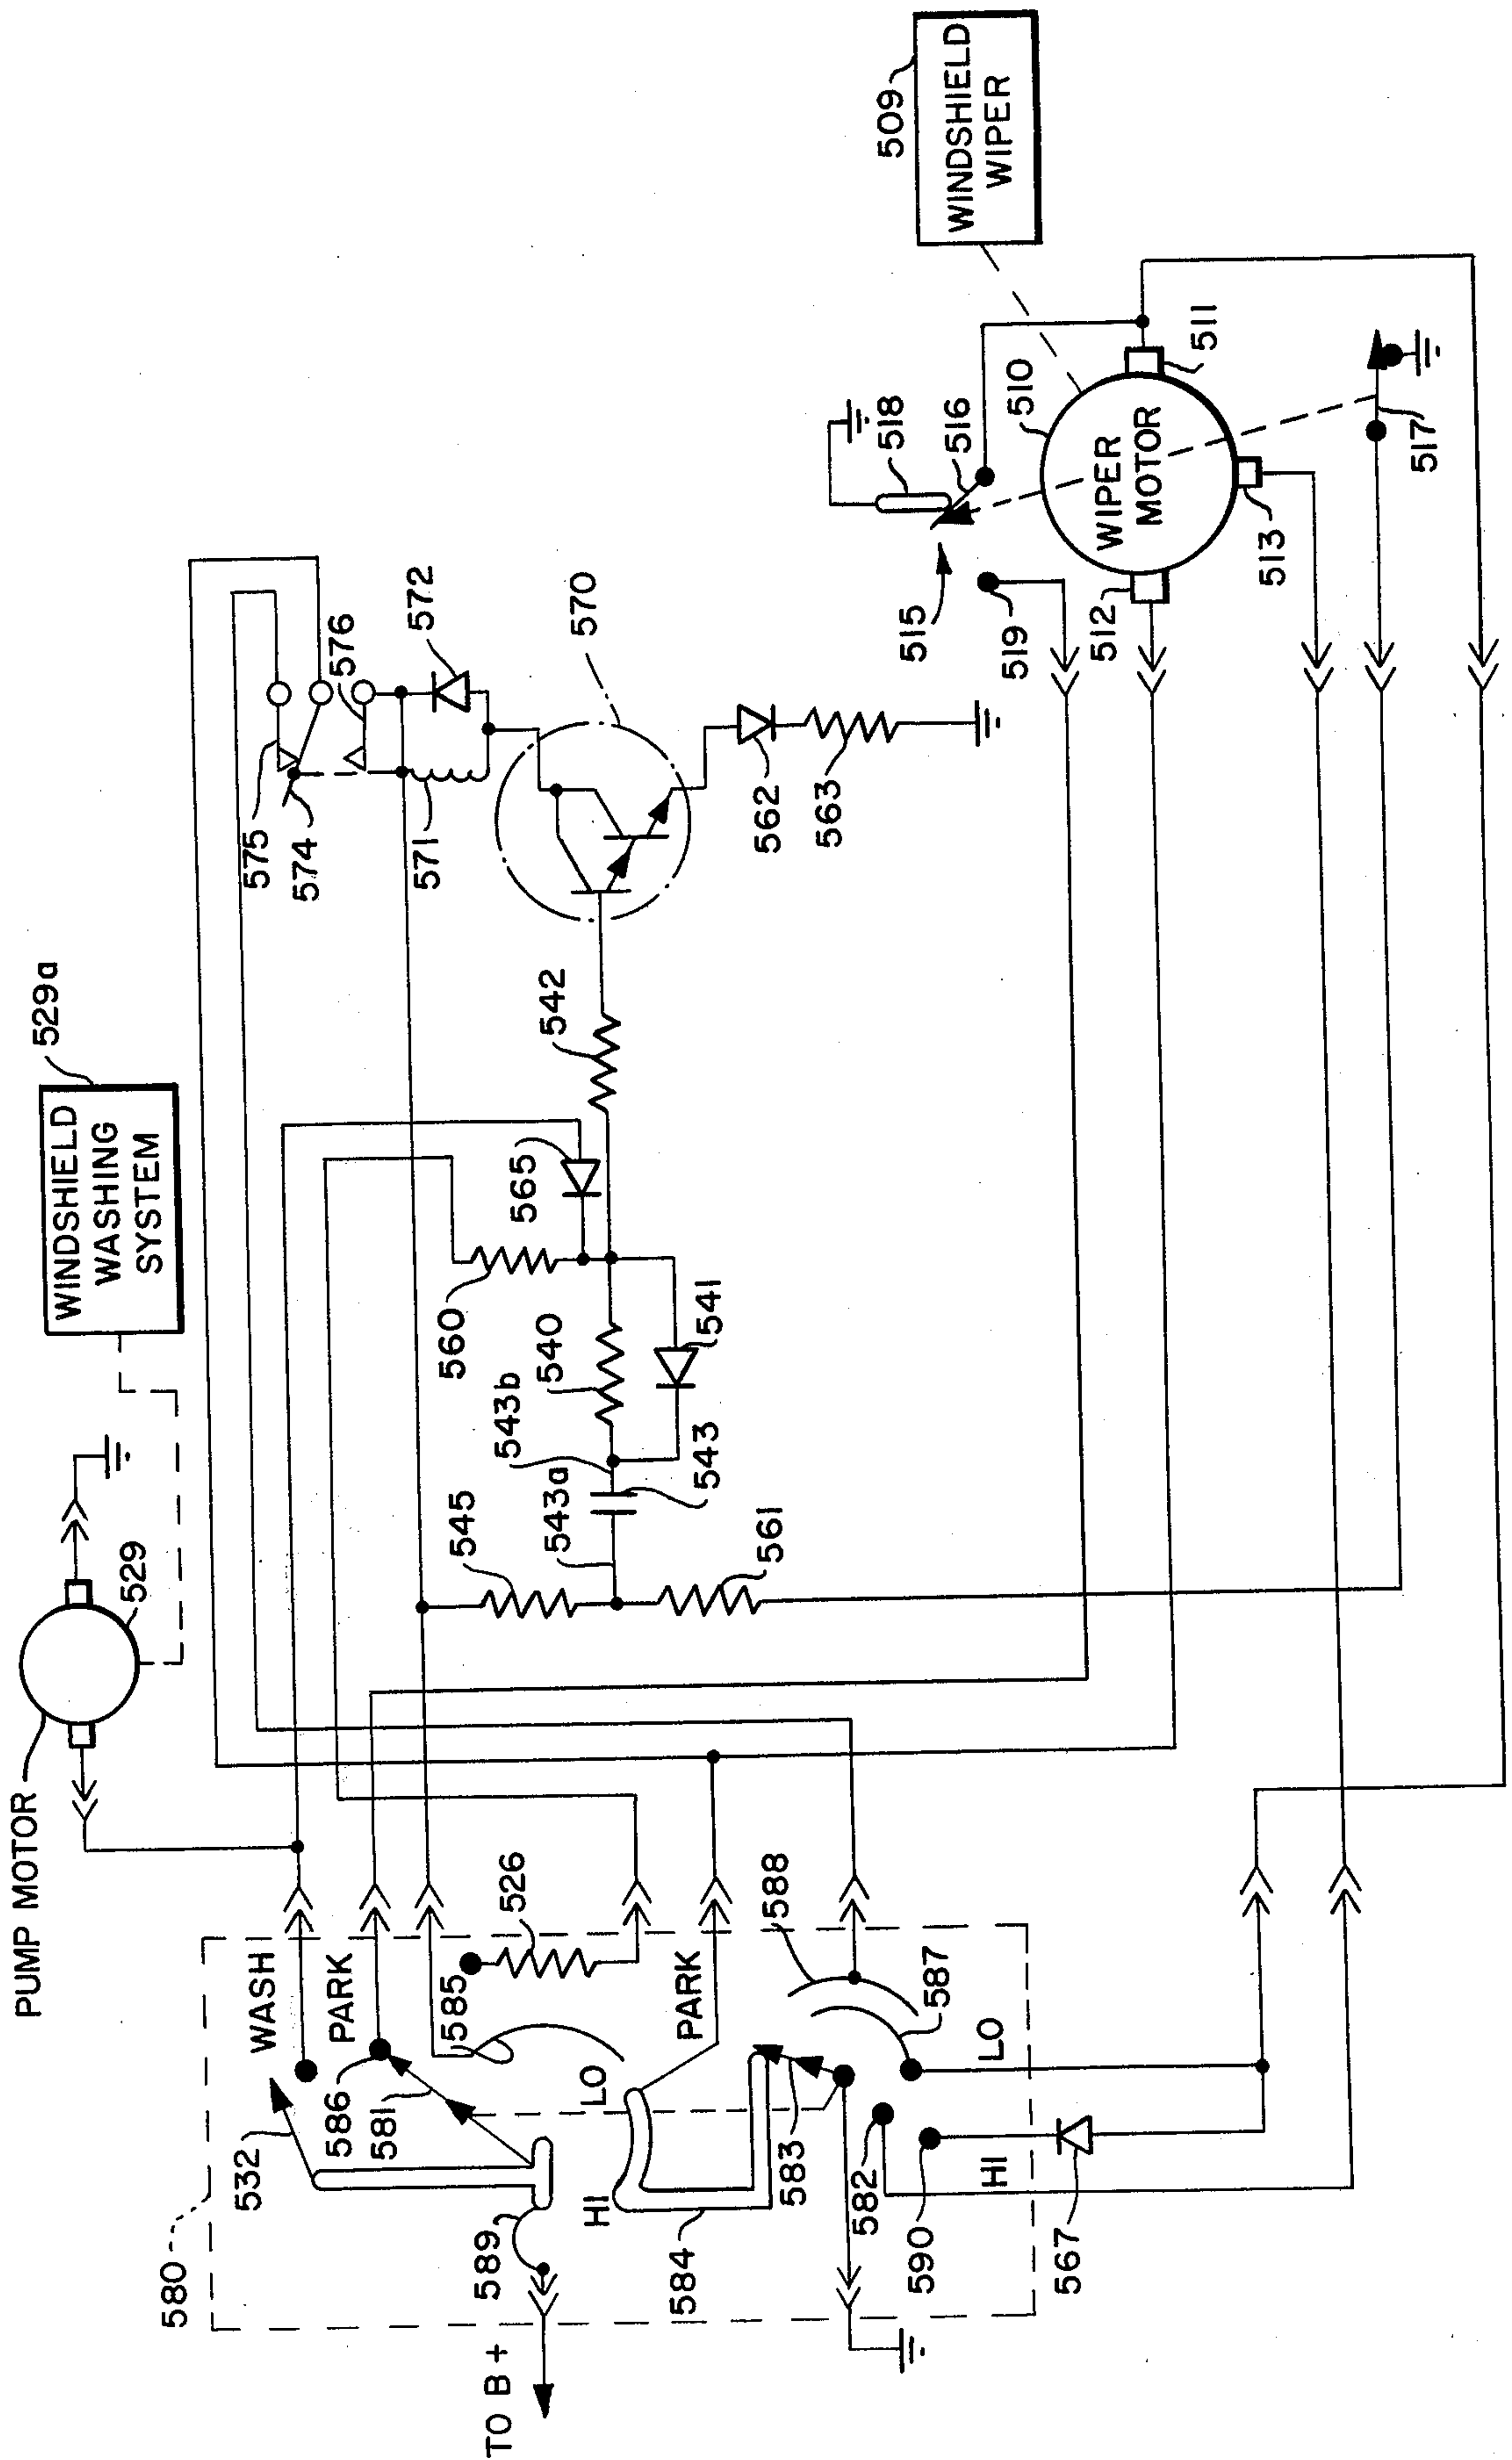 PUMP MOTOR
529
WINDSHIELD
WASHING
SYSTEM
529a
580
532
WASH
PARK
586
581
585
526
589
TO B +
HI
LO
PARK
584
583
588
587
582
590
HI
LO
567
545
543a
543b
543
561
560
540
541
565
542
575
574
576
571
572
570
562
563
515
519
518
516
510
WIPER
MOTOR
512
513
511
517
509
WINDSHIELD
WIPER